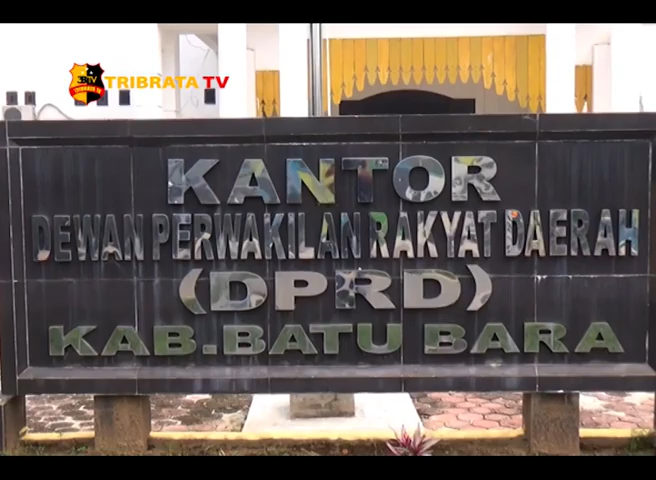 TRIBRATA TV
KANTOR
DEWAN PERWAKILAN RAKYAT DAERAH
(DPRD)
KAB.BATU BARA